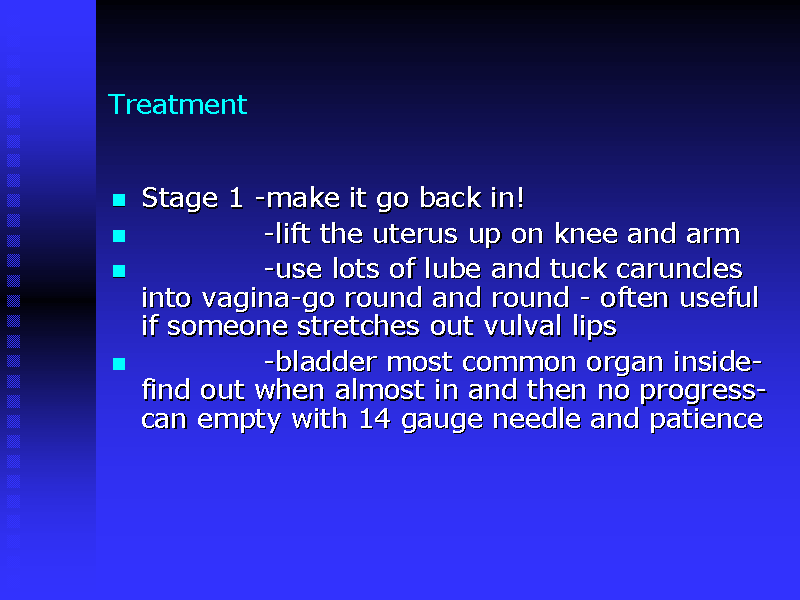 Treatment
Stage 1 -make it go back in!
-lift the uterus up on knee and arm
-use lots of lube and tuck caruncles
into vagina-go round and round - often useful
if someone stretches out vulval lips
-bladder most common organ inside-
find out when almost in and then no progress-
can empty with 14 gauge needle and patience